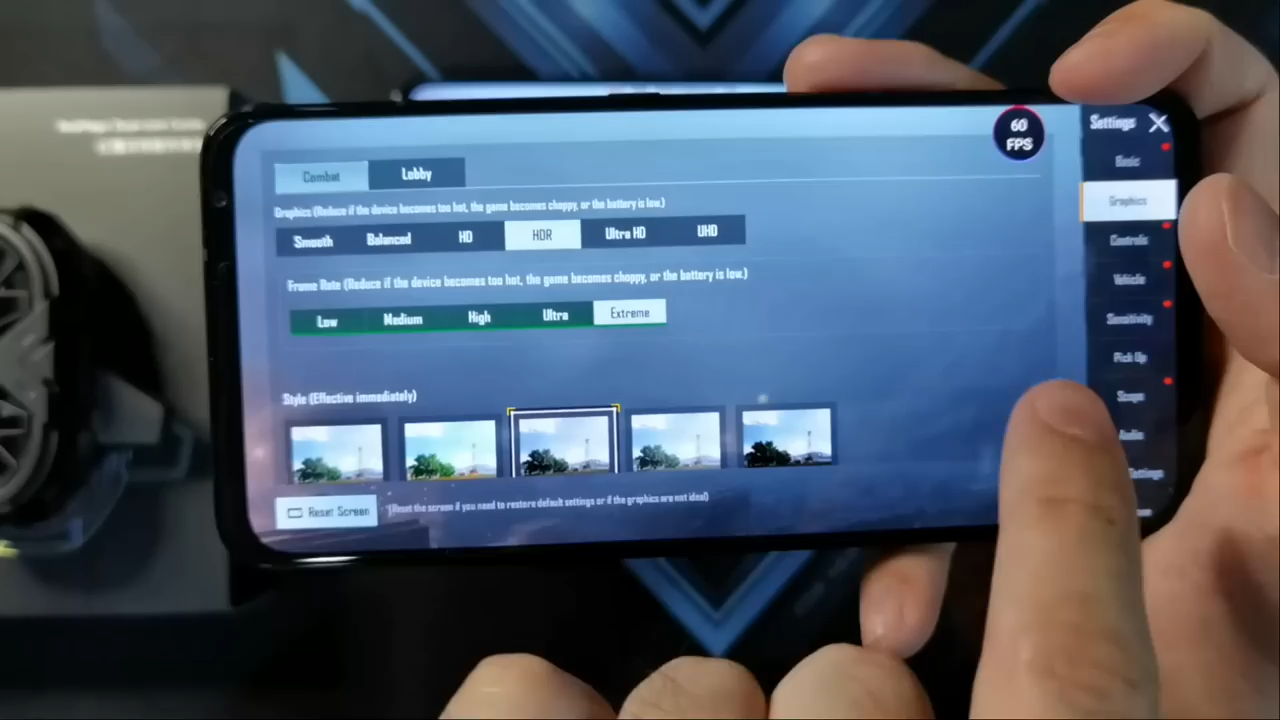 60
FPS
Settings
Combat
Lobby
Basic
Graphics (Reduce if the device becomes too hot, the game becomes choppy, or the battery is low.)
Graphics
Smooth
Balanced
HD
HDR
Ultra HD
UHD
Controls
Frame Rate (Reduce if the device becomes too hot, the game becomes choppy, or the battery is low.)
Vehicle
Low
Medium
High
Ultra
Extreme
Sensitivity
Pick Up
Style (Effective immediately)
Scope
Audio
Settings
Reset Screen
*(Reset the screen if you need to restore default settings or if the graphics are not ideal)